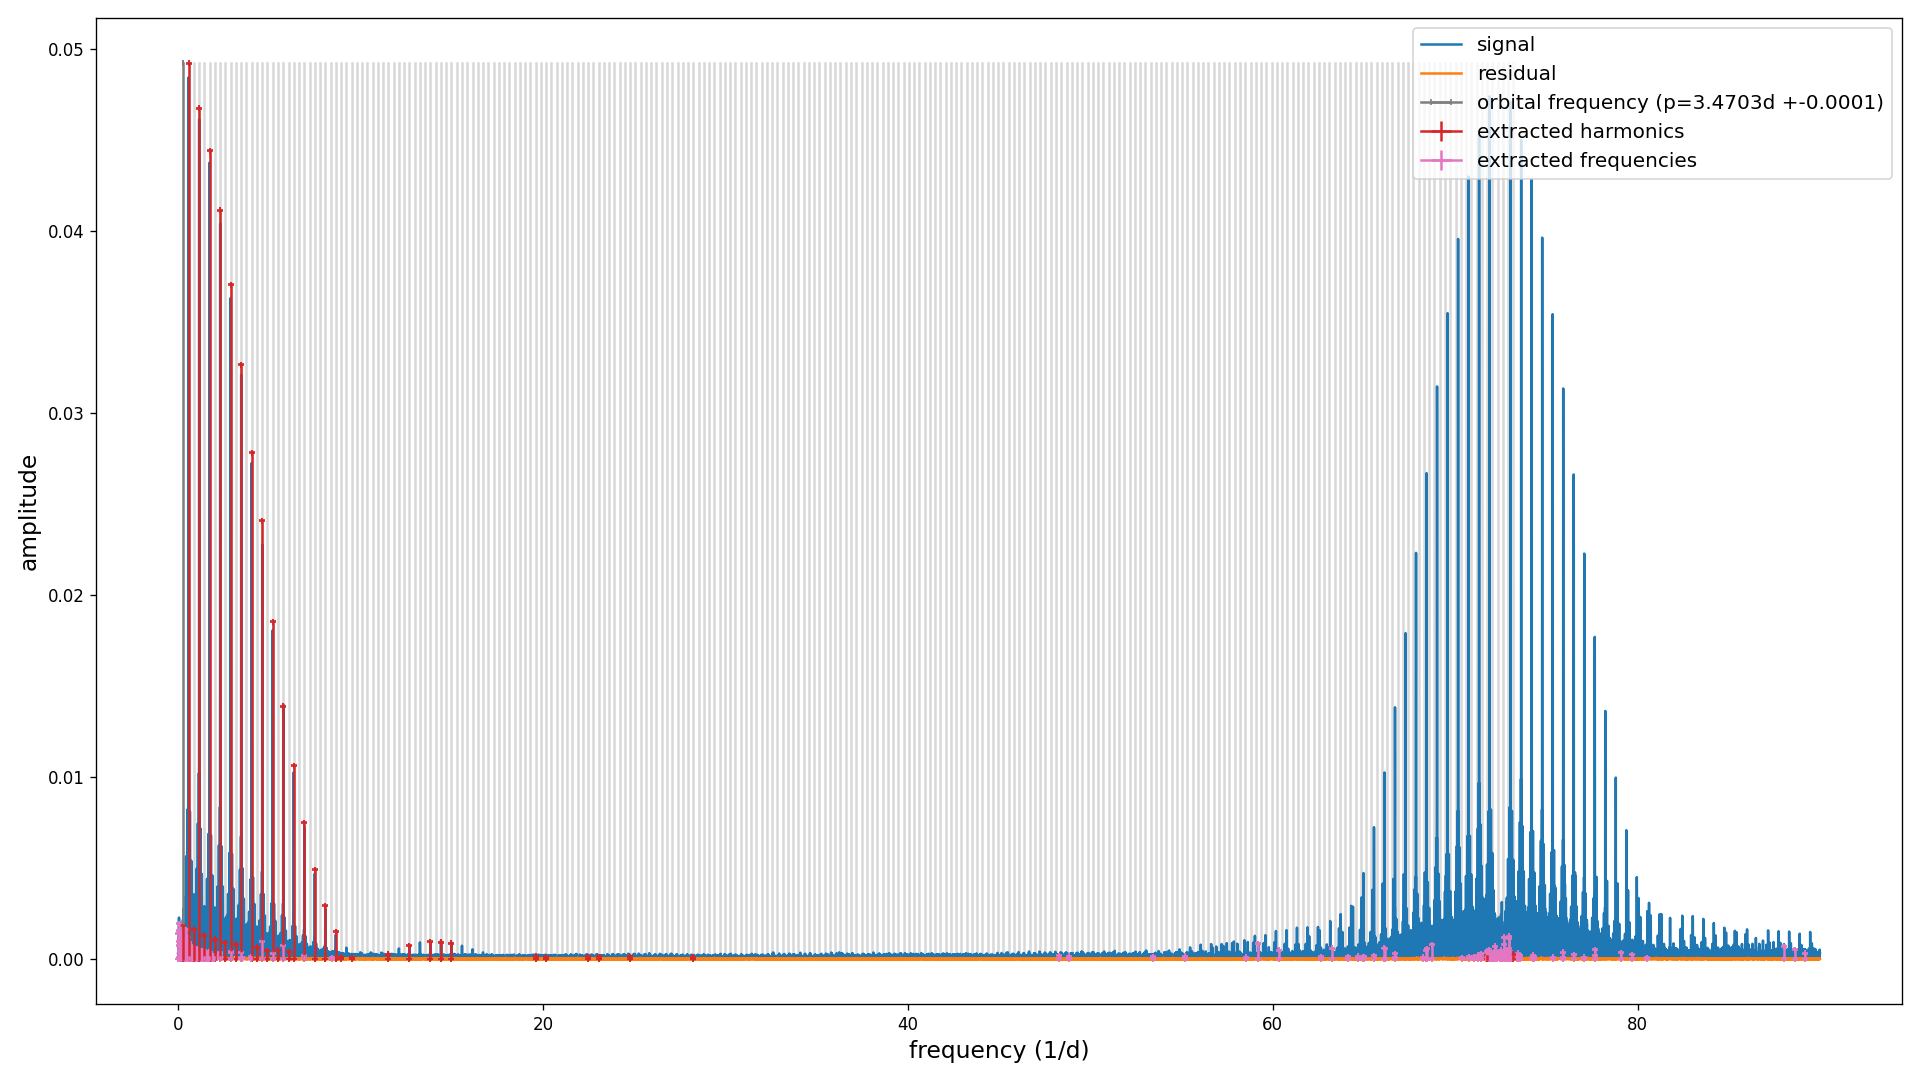 signal
residual
orbital frequency (p=3.4703d +-0.0001)
extracted harmonics
extracted frequencies
0.05
0.04
0.03
0.02
0.01
0.00
amplitude
0 20 40 60 80
frequency (1/d)